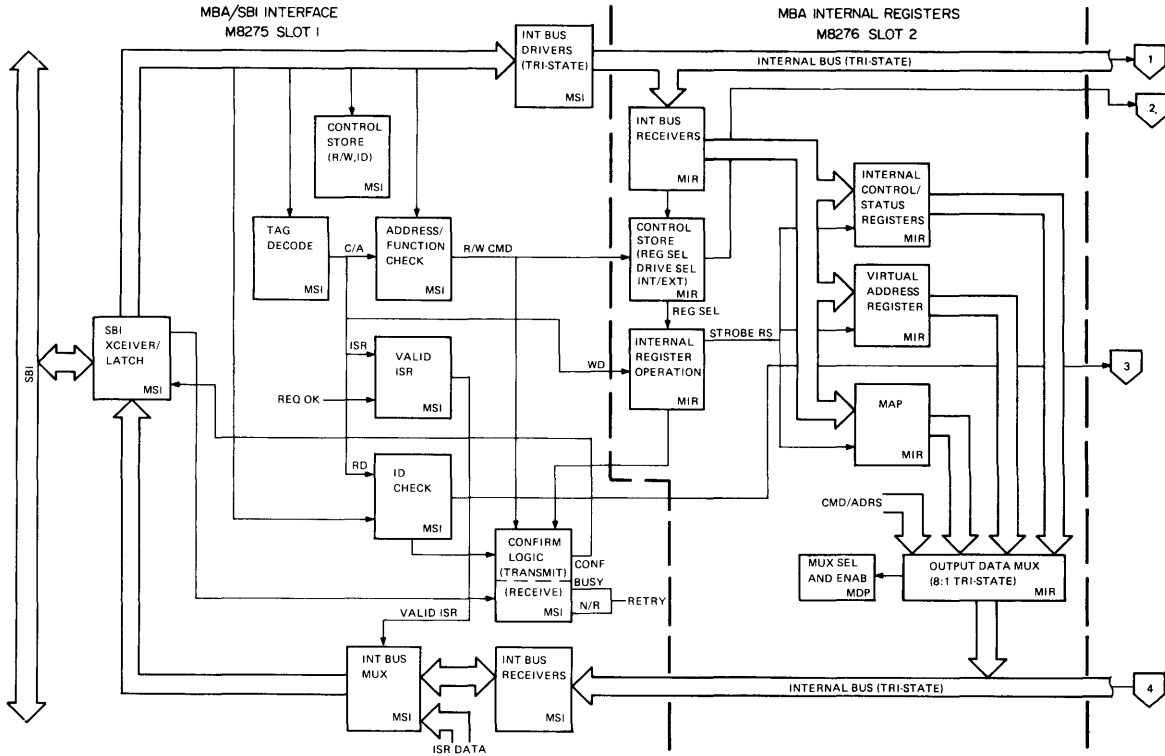 MBA/SBI INTERFACE
M8275 SLOT 1
MBA INTERNAL REGISTERS
M8276 SLOT 2
INT BUS
DRIVERS
(TRI-STATE)
MSI
INTERNAL BUS (TRI-STATE)
1
2
CONTROL
STORE
(R/W,ID)
MSI
INT BUS
RECEIVERS
MIR
INTERNAL
CONTROL/
STATUS
REGISTERS
MIR
TAG
DECODE
MSI
C/A
ADDRESS/
FUNCTION
CHECK
MSI
R/W CMD
CONTROL
STORE
(REG SEL
DRIVE SEL
INT/EXT)
MIR
REG SEL
VIRTUAL
ADDRESS
REGISTER
MIR
SBI
SBI
XCEIVER/
LATCH
MSI
ISR
VALID
ISR
MSI
REQ OK
WD
INTERNAL
REGISTER
OPERATION
MIR
STROBE RS
3
MAP
MIR
RD
ID
CHECK
MSI
CMD/ADRS
CONFIRM
LOGIC
(TRANSMIT)
(RECEIVE)
MSI
CONF
BUSY
N/R
RETRY
MUX SEL
AND ENAB
MDP
OUTPUT DATA MUX
(8:1 TRI-STATE)
MIR
VALID ISR
INT BUS
MUX
MSI
INT BUS
RECEIVERS
MSI
INTERNAL BUS (TRI-STATE)
4
ISR DATA